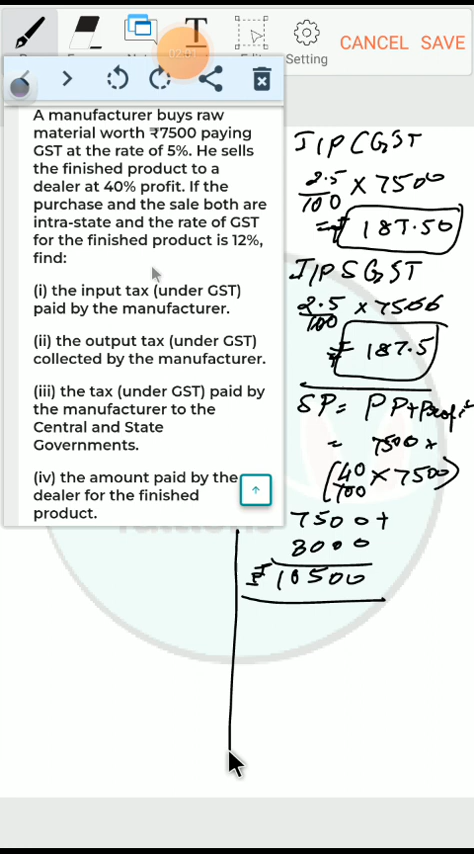 CANCEL SAVE
Setting
A manufacturer buys raw
material worth ₹7500 paying
GST at the rate of 5%. He sells
the finished product to a
dealer at 40% profit. If the
purchase and the sale both are
intra-state and the rate of GST
for the finished product is 12%,
find:
(i) the input tax (under GST)
paid by the manufacturer.
(ii) the output tax (under GST)
collected by the manufacturer.
(iii) the tax (under GST) paid by
the manufacturer to the
Central and State
Governments.
(iv) the amount paid by the
dealer for the finished
product.
I/P CGST
2.5/100 × 7500
= ₹ 187.50
I/P SGST
2.5/100 × 7500
= ₹ 187.5
SP = PP + Profit
= 7500 +
(40/100 × 7500)
7500 +
3000
₹ 10500